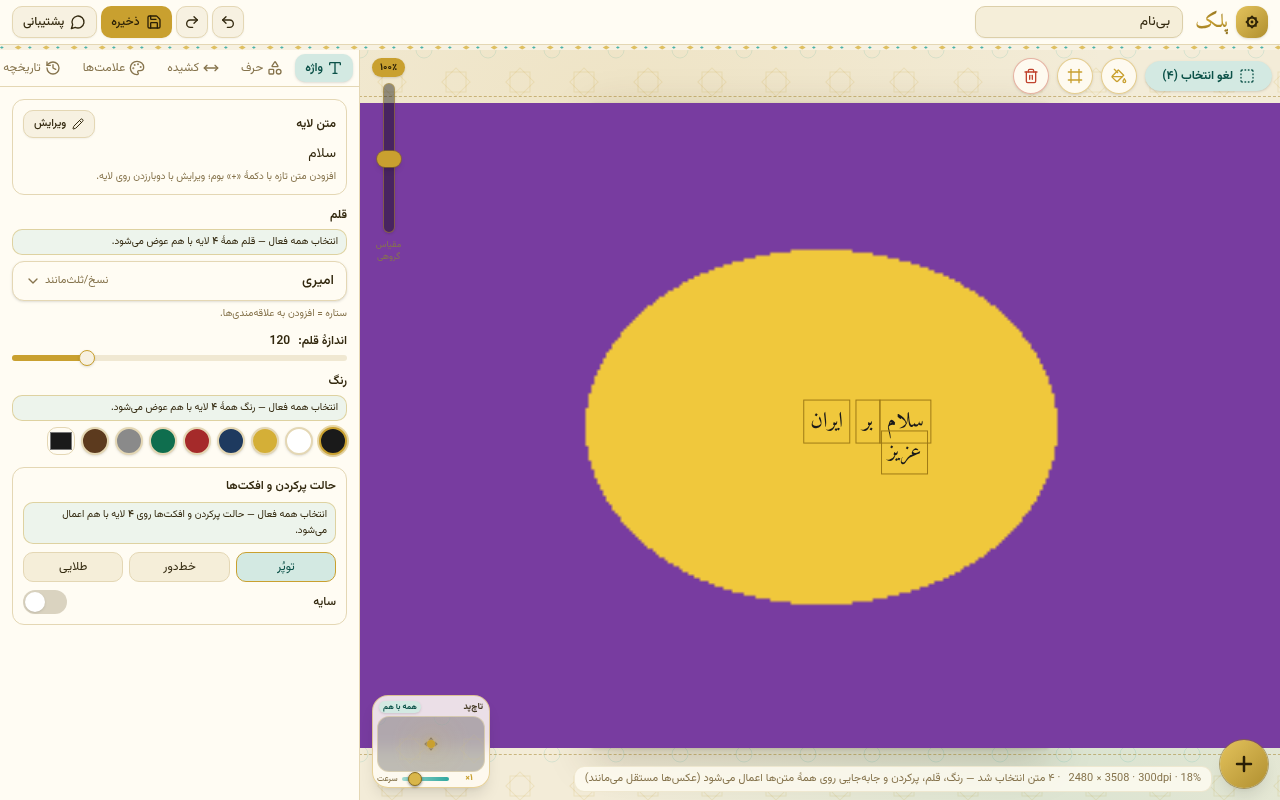 پلک
بی‌نام
ذخیره
پشتیبانی
لغو انتخاب (۴)
واژه
حرف
کشیده
علامت‌ها
تاریخچه
۱۰۰٪
مقیاس
گروهی
متن لایه
ویرایش
سلام
افزودن متن تازه با دکمهٔ «+» بوم؛ ویرایش با دوبارزدن روی لایه.
قلم
انتخاب همه فعال — قلم همهٔ ۴ لایه با هم عوض می‌شود.
امیری
نسخ/ثلث‌مانند
ستاره = افزودن به علاقه‌مندی‌ها.
اندازهٔ قلم: 120
رنگ
انتخاب همه فعال — رنگ همهٔ ۴ لایه با هم عوض می‌شود.
حالت پرکردن و افکت‌ها
انتخاب همه فعال — حالت پرکردن و افکت‌ها روی ۴ لایه با هم اعمال
می‌شود.
توپُر
خط‌دور
طلایی
سایه
سلام بر ایران
عزیز
تاچ‌پد
همه با هم
سرعت
×۱
2480 × 3508 · 300dpi · 18% · ۴ متن انتخاب شد — رنگ، قلم، پرکردن و جابه‌جایی روی همهٔ متن‌ها اعمال می‌شود (عکس‌ها مستقل می‌مانند)